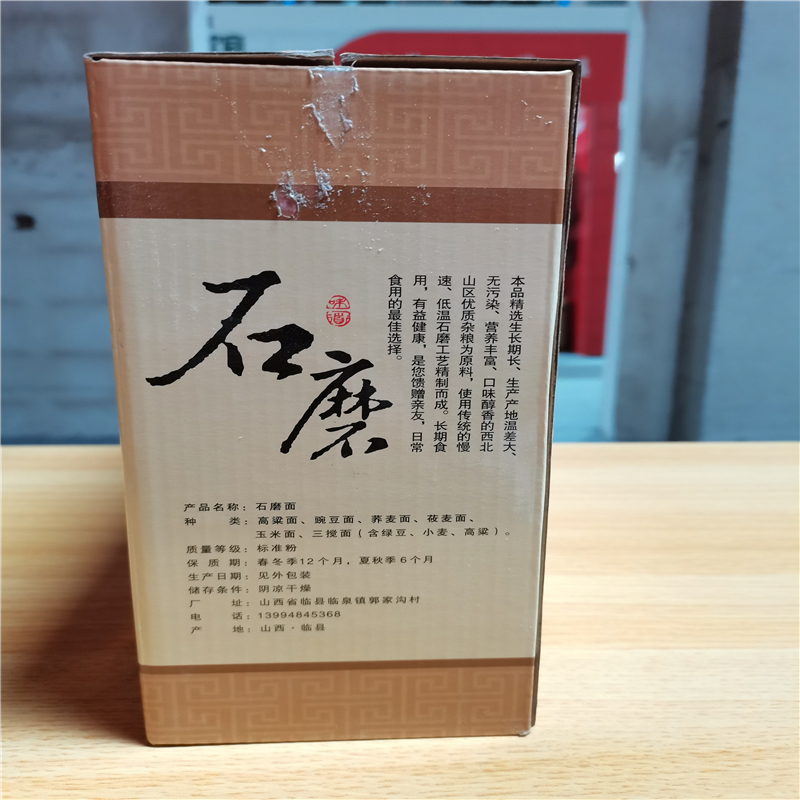 石磨
味道
本品精选生长期长、生产产地温差大、
无污染、营养丰富、口味醇香的西北
山区优质杂粮为原料，使用传统的慢
速、低温石磨工艺精制而成。长期食
用，有益健康，是您馈赠亲友，日常
食用的最佳选择。
产品名称：石磨面
种 类：高粱面、豌豆面、荞麦面、莜麦面、
玉米面、三搅面（含绿豆、小麦、高粱）。
质量等级：标准粉
保 质 期：春冬季12个月，夏秋季6个月
生产日期：见外包装
储存条件：阴凉干燥
厂 址：山西省临县临泉镇郭家沟村
电 话：13994845368
产 地：山西·临县